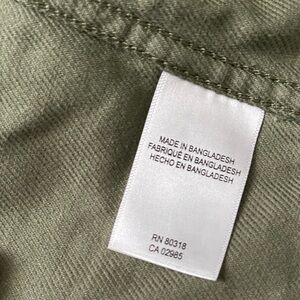 MADE IN BANGLADESH
FABRIQUÉ EN BANGLADESH
HECHO EN BANGLADESH
RN 80318
CA 02985